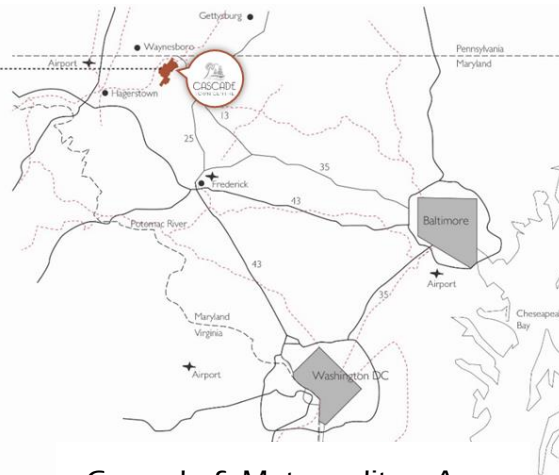 Gettysburg
Waynesboro
Pennsylvania
Airport
Maryland
CASCADE
Hagerstown
13
25
35
Frederick
43
Baltimore
Potomac River
43
Airport
35
Maryland
Virginia
Cheseapea
Bay
Airport
Washington DC